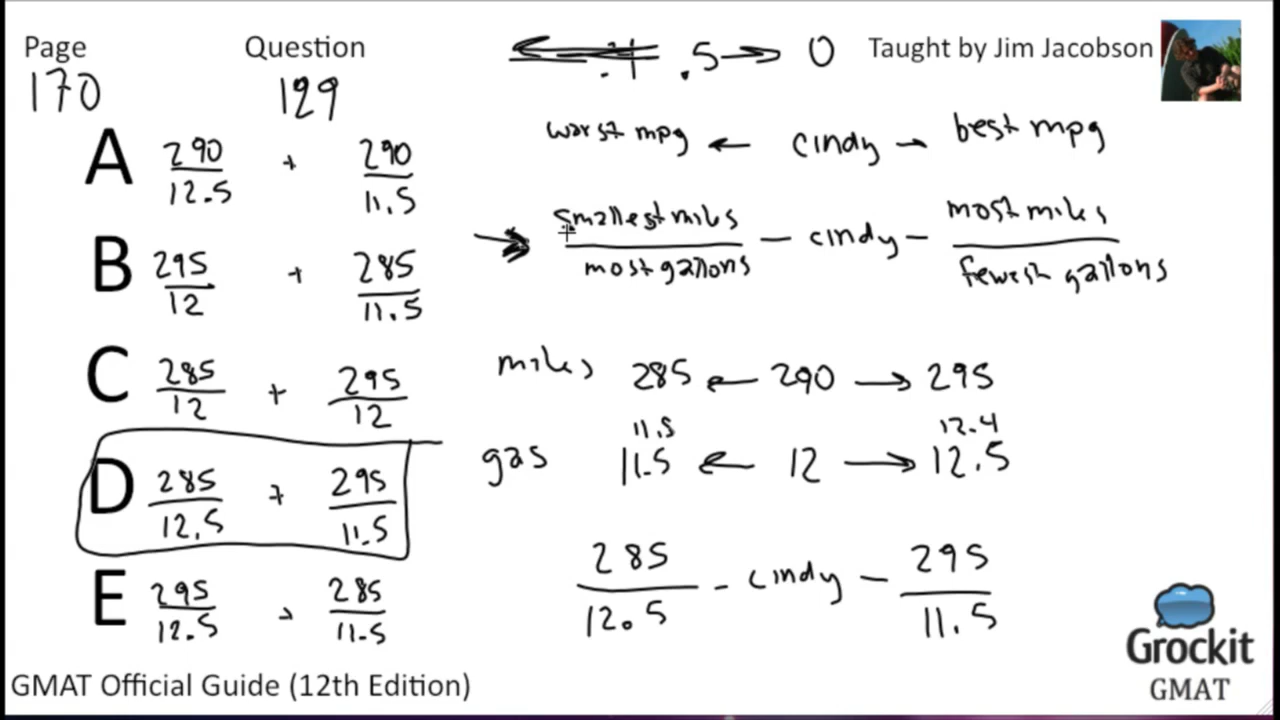 Page Question Taught by Jim Jacobson
170 129
.4 .5 → 0
worst mpg ← cindy → best mpg
smallest miles / most gallons — cindy — most miles / fewest gallons
A 290/12.5 + 290/11.5
B 295/12 + 285/11.5
C 285/12 + 295/12
D 285/12.5 + 295/11.5
E 295/12.5 + 285/11.5
miles 285 ← 290 → 295
11.5 12.4
gas 11.5 ← 12 → 12.5
285/12.5 - cindy - 295/11.5
GMAT Official Guide (12th Edition)
Grockit
GMAT